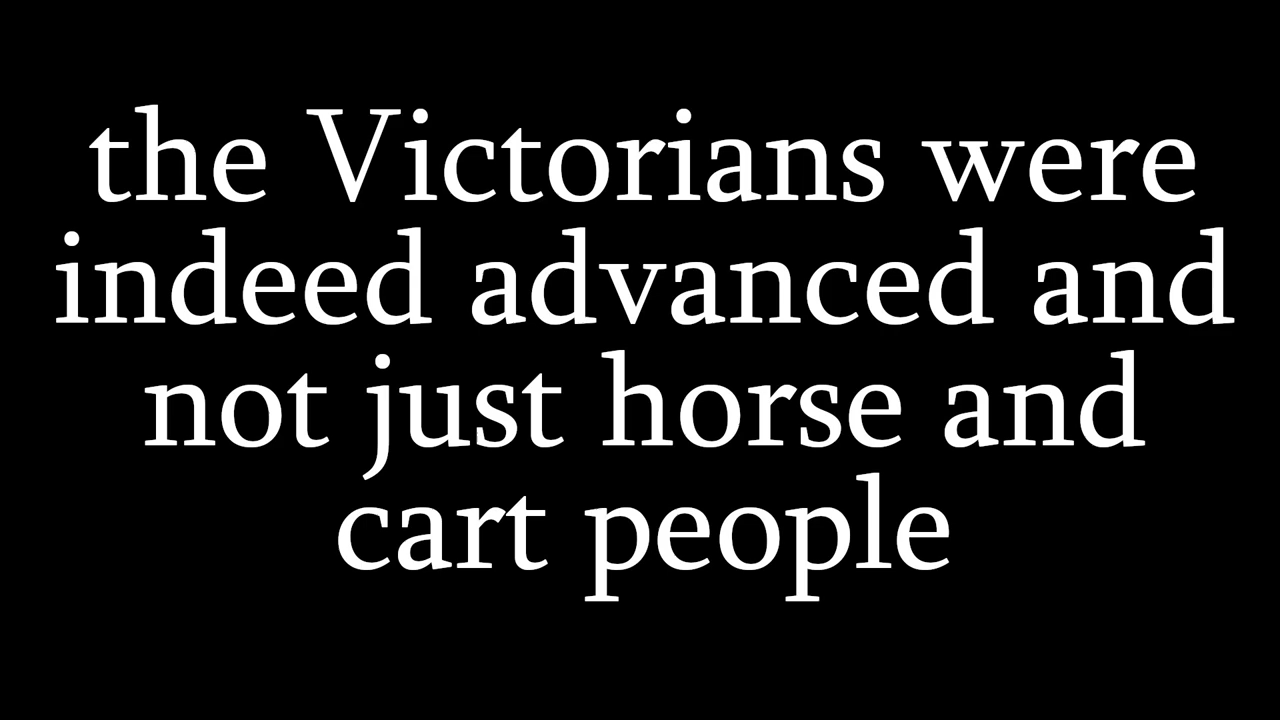 the Victorians were
indeed advanced and
not just horse and
cart people